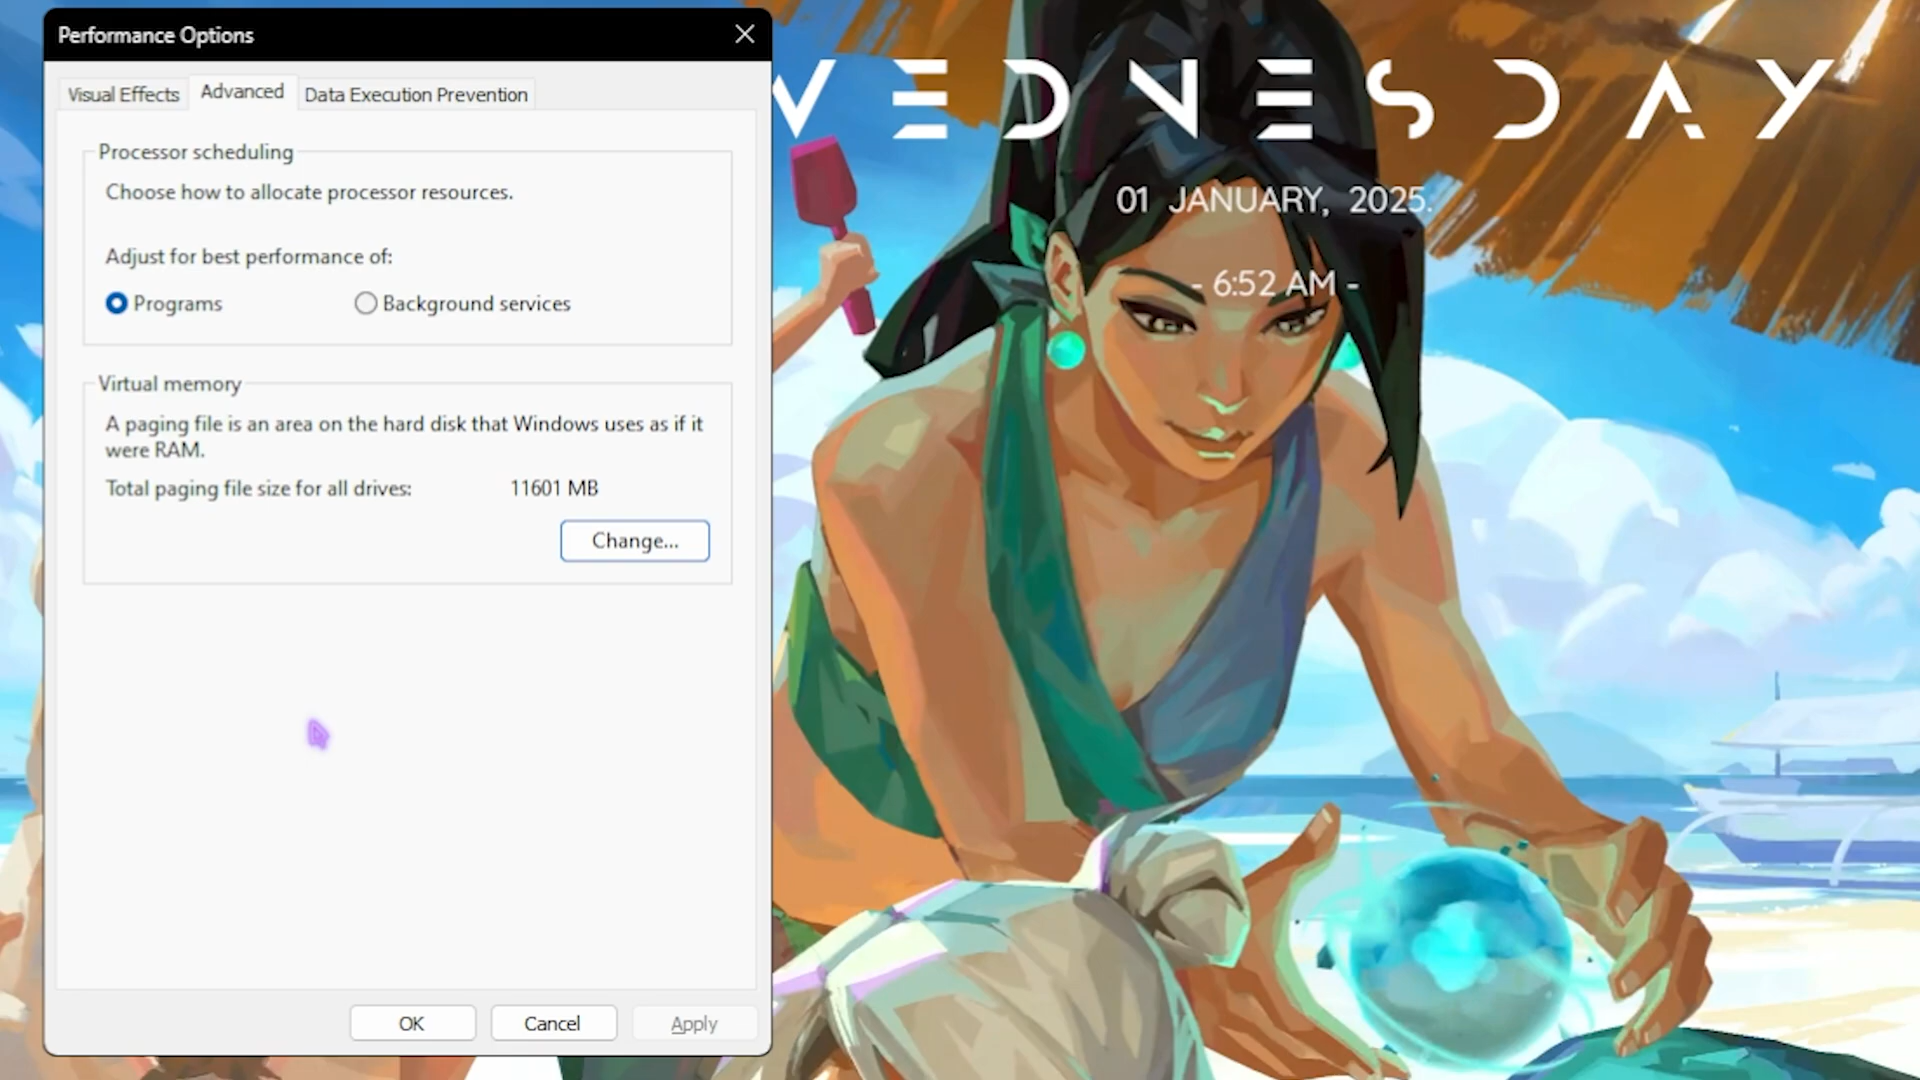 Performance Options
Visual Effects
Advanced
Data Execution Prevention
Processor scheduling
Choose how to allocate processor resources.
Adjust for best performance of:
Programs
Background services
Virtual memory
A paging file is an area on the hard disk that Windows uses as if it
were RAM.
Total paging file size for all drives: 11601 MB
Change...
OK
Cancel
Apply
WEDNESDAY
01 JANUARY, 2025.
- 6:52 AM -